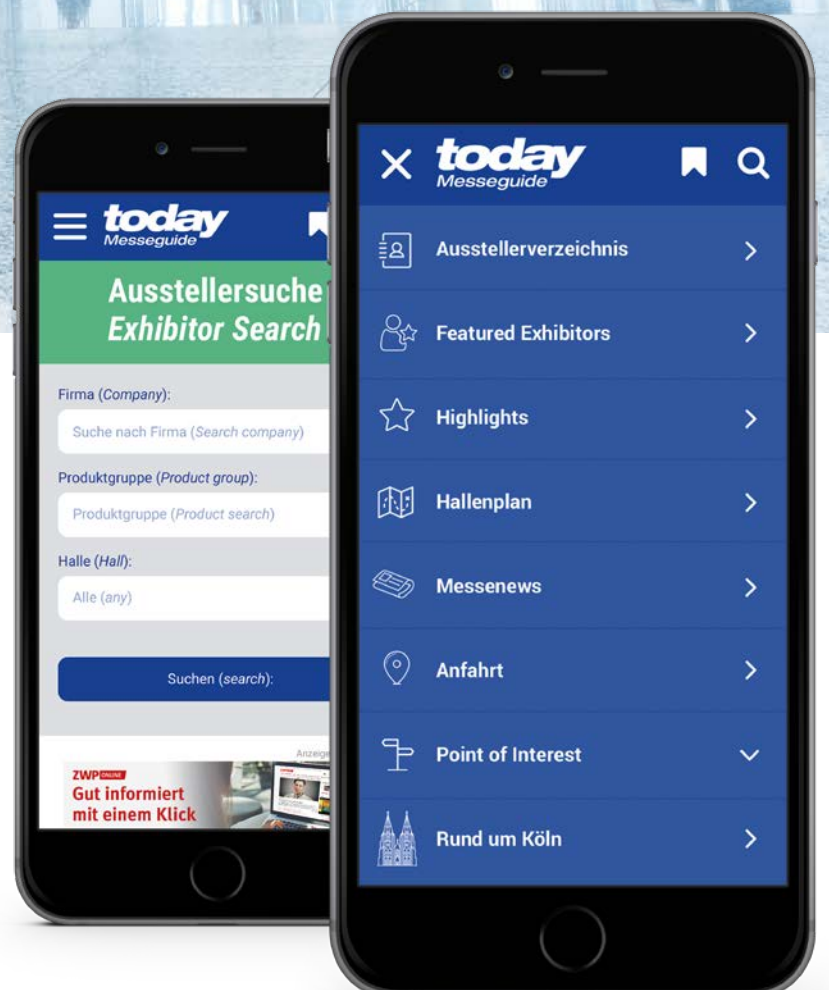 today
Messeguide
Ausstellersuche
Exhibitor Search
Firma (Company):
Suche nach Firma (Search company)
Produktgruppe (Product group):
Produktgruppe (Product search)
Halle (Hall):
Alle (any)
Suchen (search):
Anzeige
ZWP ONLINE
Gut informiert
mit einem Klick
today
Messeguide
Ausstellerverzeichnis
Featured Exhibitors
Highlights
Hallenplan
Messenews
Anfahrt
Point of Interest
Rund um Köln